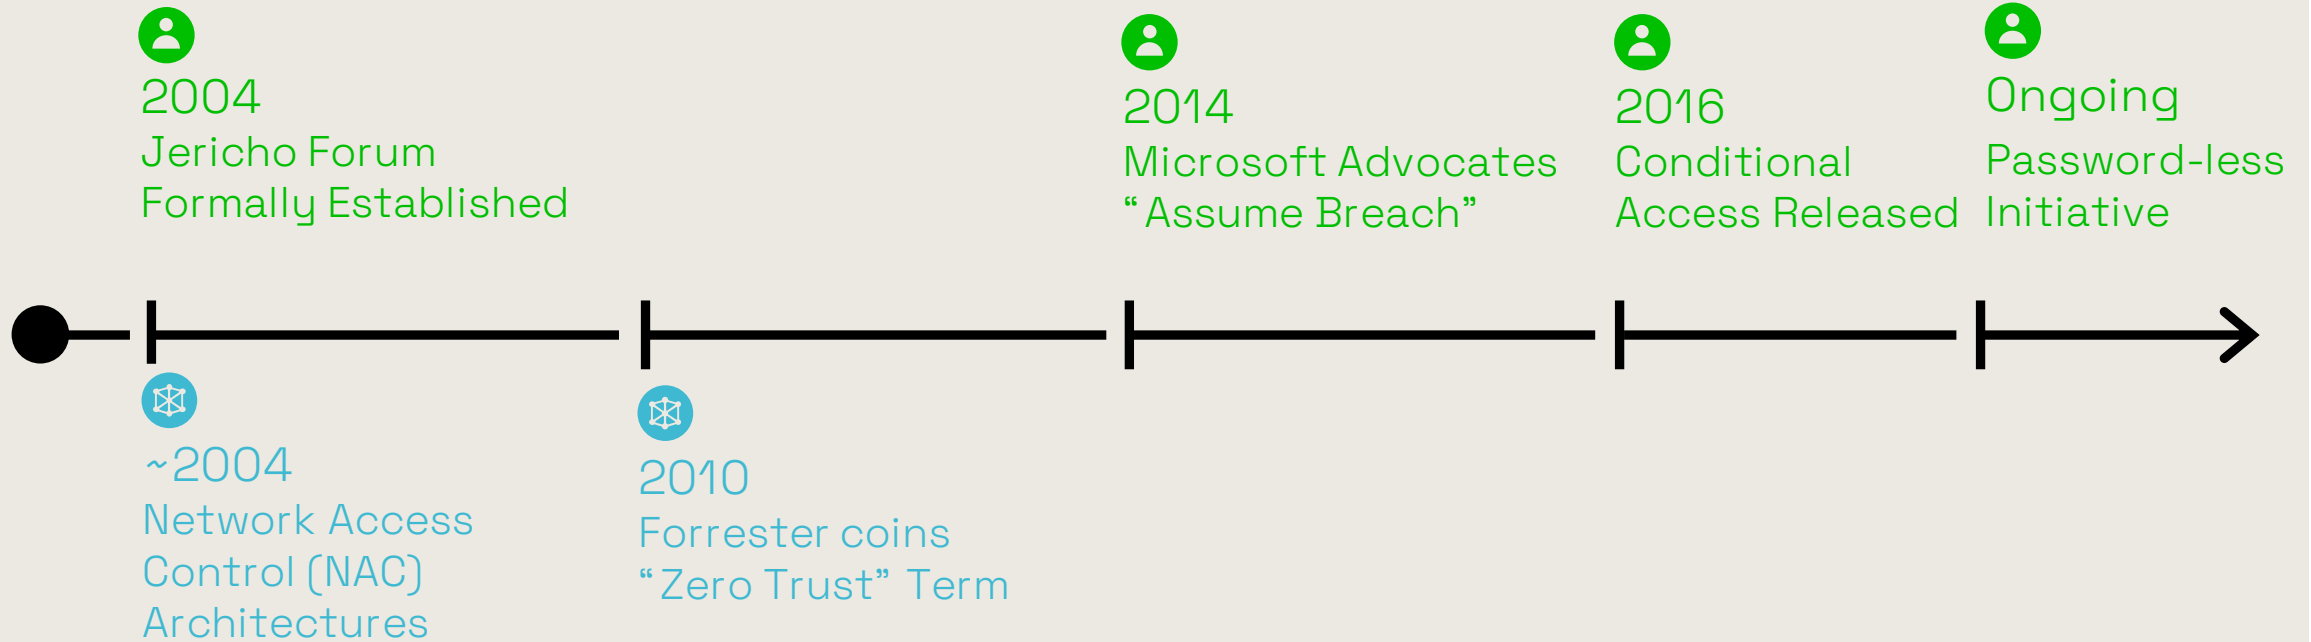 2004
Jericho Forum
Formally Established
2014
Microsoft Advocates
“Assume Breach”
2016
Conditional
Access Released
Ongoing
Password-less
Initiative
~2004
Network Access
Control (NAC)
Architectures
2010
Forrester coins
“Zero Trust” Term